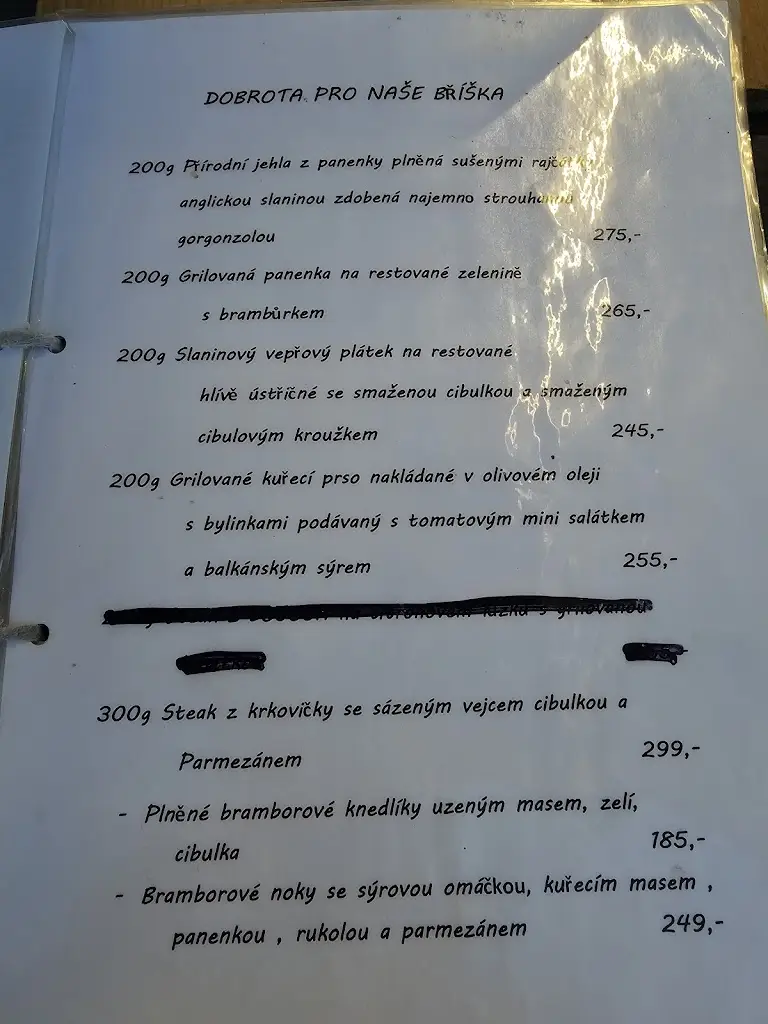 DOBROTA PRO NAŠE BŘÍŠKA
200g Přírodní jehla z panenky plněná sušenými
anglickou slaninou zdobená najemno
gorgonzolou 275,-
200g Grilovaná panenka na restované zelenině
s brambůrkem 265,-
200g Slaninový vepřový plátek na restované
hlívě ústřičné se smaženou cibulkou a smaženým
cibulovým kroužkem 245,-
200g Grilované kuřecí prso nakládané v olivovém oleji
s bylinkami podávaný s tomatovým mini salátkem
a balkánským sýrem 255,-
300g Steak z krkovičky se sázeným vejcem cibulkou a
Parmezánem 299,-
- Plněné bramborové knedlíky uzeným masem, zelí,
cibulka 185,-
- Bramborové noky se sýrovou omáčkou, kuřecím masem ,
panenkou , rukolou a parmezánem 249,-